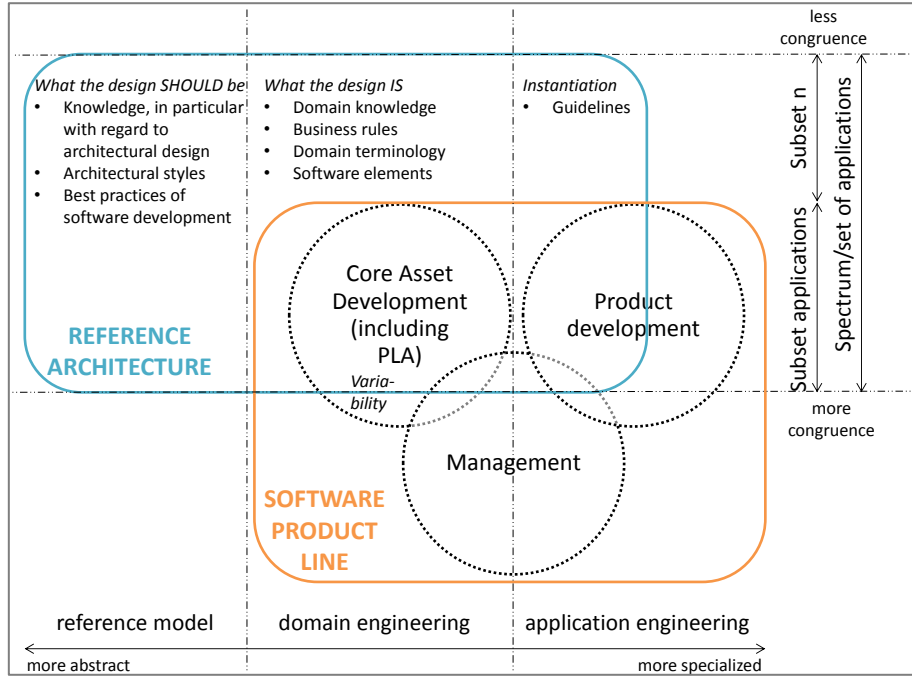 less
congruence
What the design SHOULD be
• Knowledge, in particular
with regard to
architectural design
• Architectural styles
• Best practices of
software development
What the design IS
• Domain knowledge
• Business rules
• Domain terminology
• Software elements
Instantiation
• Guidelines
Subset n
Subset applications
Spectrum/set of applications
Core Asset
Development
(including
PLA)
Varia-
bility
Product
development
REFERENCE
ARCHITECTURE
more
congruence
Management
SOFTWARE
PRODUCT
LINE
reference model
domain engineering
application engineering
more abstract
more specialized